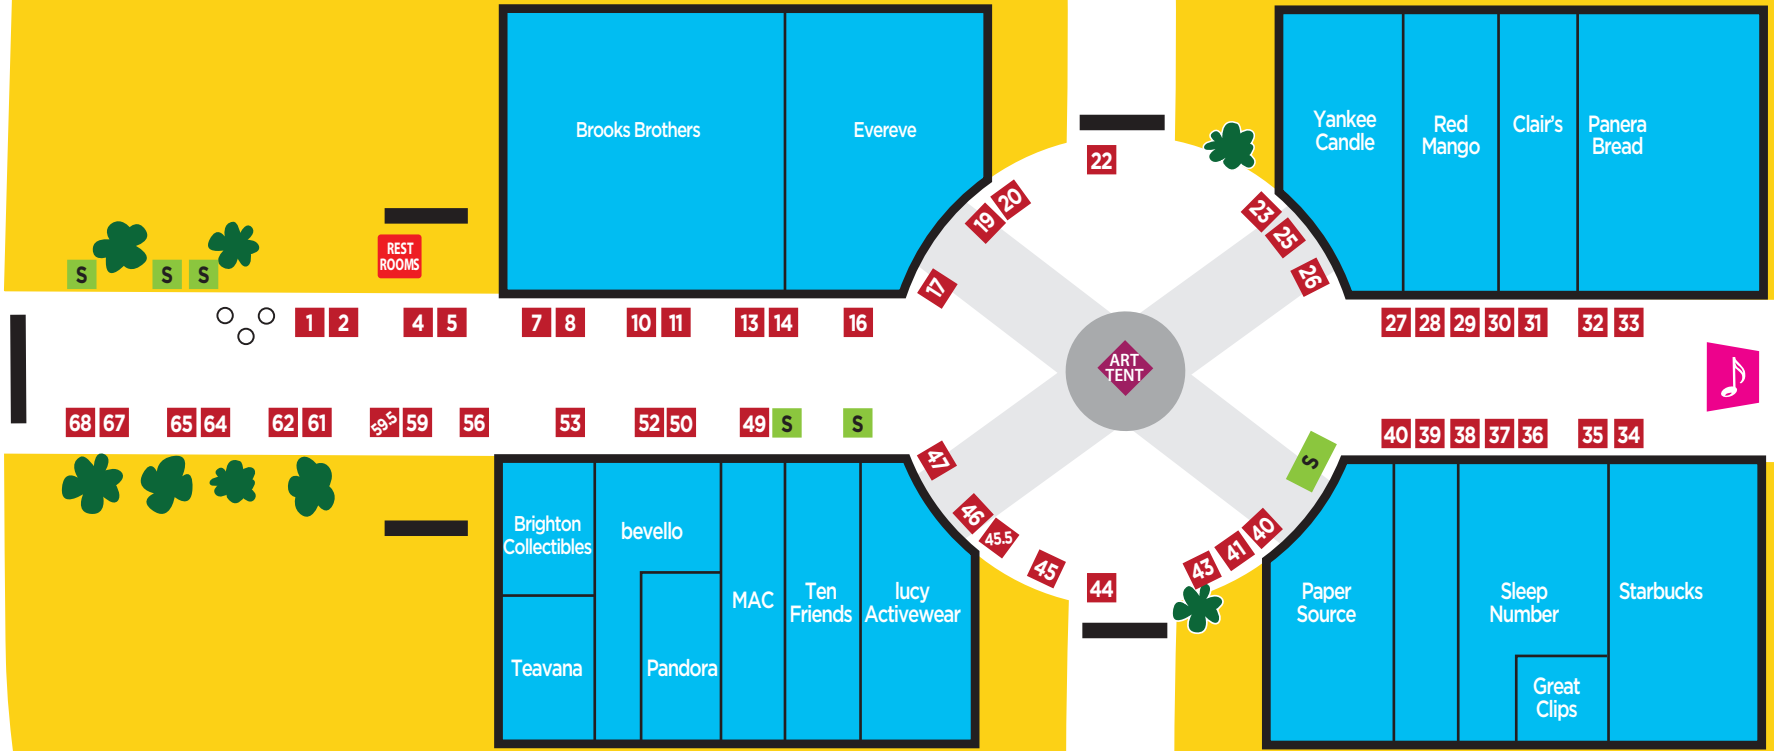 Brooks Brothers
Evereve
Yankee
Candle
Red
Mango
Clair's
Panera
Bread
22
20
19
17
23
25
26
REST
ROOMS
S
S
S
1
2
4
5
7
8
10
11
13
14
16
27
28
29
30
31
32
33
ART
TENT
68
67
65
64
62
61
59.5
59
56
53
52
50
49
S
S
40
39
38
37
36
35
34
47
46
45.5
45
44
43
41
40
S
Brighton
Collectibles
bevello
MAC
Ten
Friends
lucy
Activewear
Teavana
Pandora
Paper
Source
Sleep
Number
Starbucks
Great
Clips